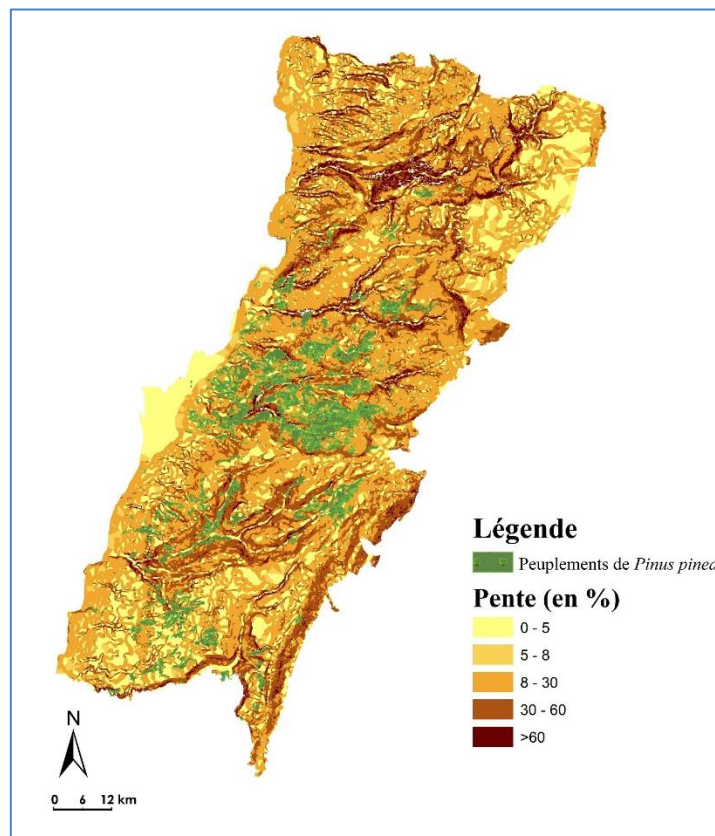 Légende
Peuplements de Pinus pinea
Pente (en %)
0 - 5
5 - 8
8 - 30
30 - 60
>60
N
0 6 12 km